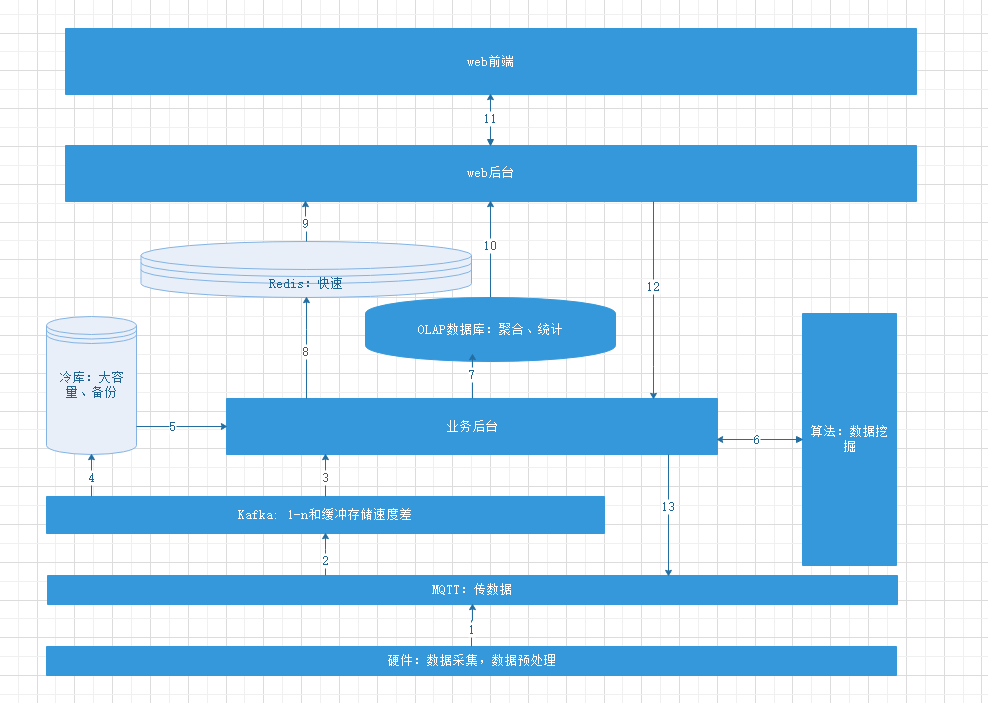 web前端
11
web后台
9
10
12
Redis: 快速
OLAP数据库: 聚合、统计
8
7
冷库: 大容
量、备份
5
业务后台
6
算法: 数据挖
掘
4
3
Kafka: 1-n和缓冲存储速度差
13
2
MQTT: 传数据
1
硬件: 数据采集, 数据预处理